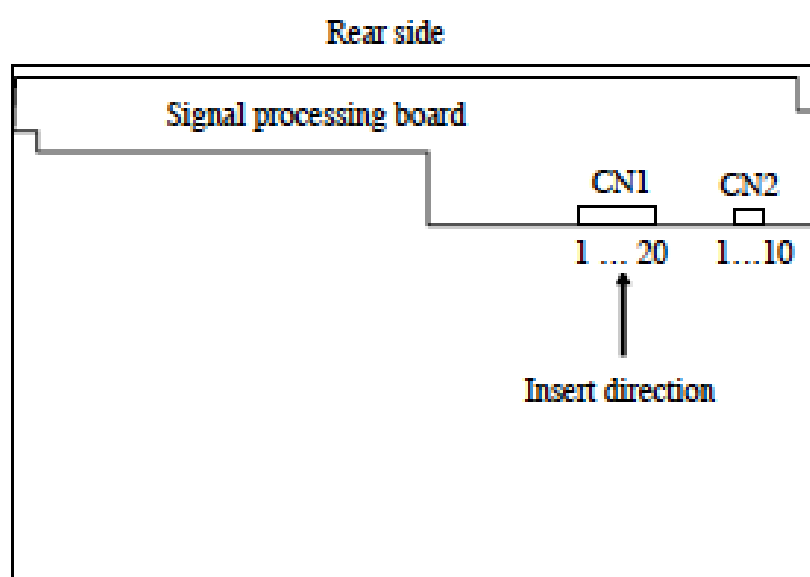 Rear side
Signal processing board
CN1 CN2
1 ... 20 1....10
Insert direction